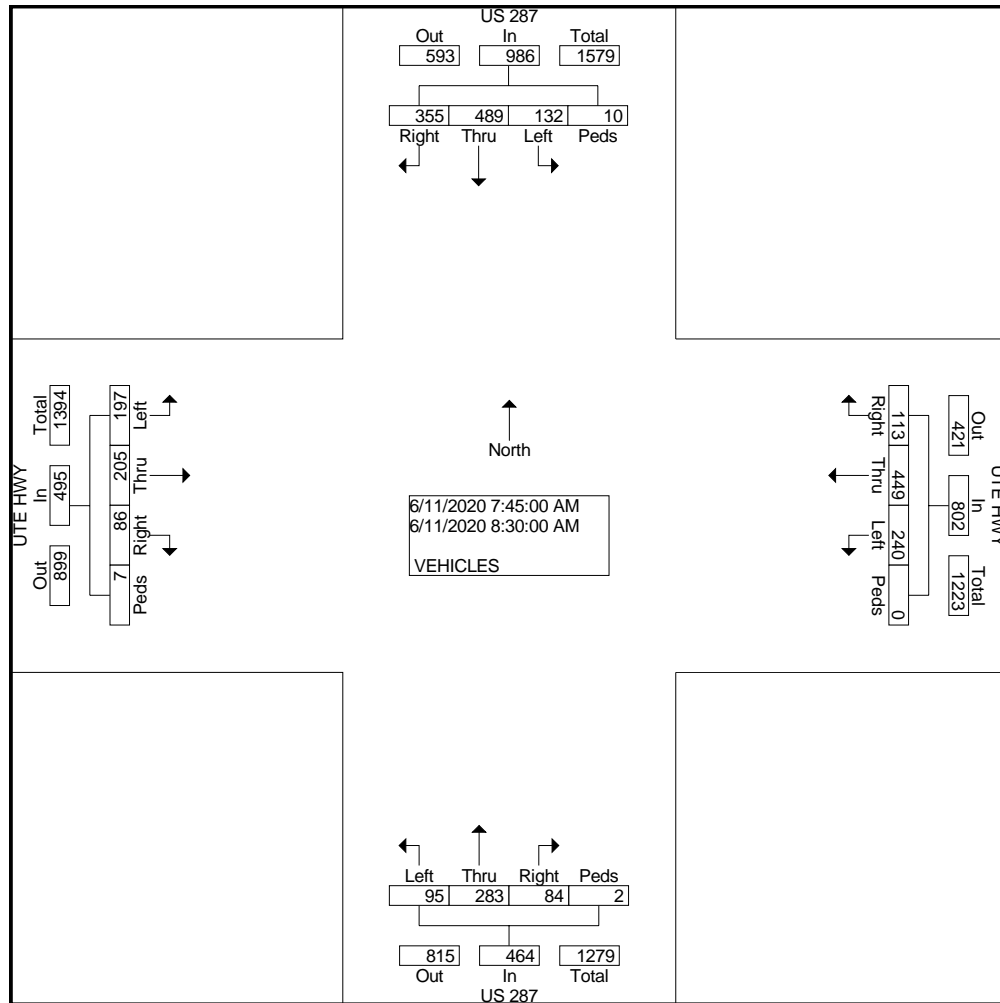 US 287
Out In Total
593 986 1579
355 489 132 10
Right Thru Left Peds
UTE HWY
Total In Out
1394 495 899
197 205 86 7
Left Thru Right Peds
North
6/11/2020 7:45:00 AM
6/11/2020 8:30:00 AM
VEHICLES
Right Thru Left Peds
113 449 240 0
Out In Total
421 802 1223
UTE HWY
Left Thru Right Peds
95 283 84 2
815 464 1279
Out In Total
US 287